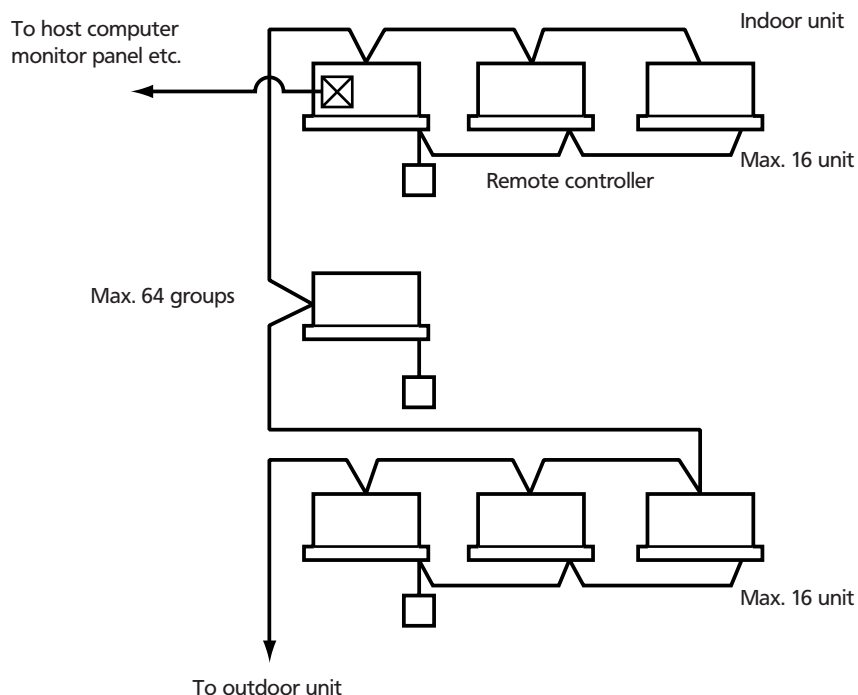 To host computer
monitor panel etc.
Indoor unit
Max. 16 unit
Remote controller
Max. 64 groups
Max. 16 unit
To outdoor unit